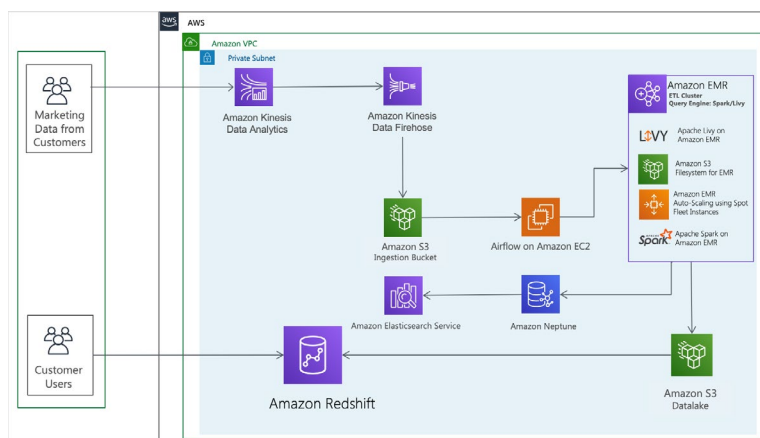 aws
AWS
Amazon VPC
Private Subnet
Marketing
Data from
Customers
Amazon Kinesis
Data Analytics
Amazon Kinesis
Data Firehose
Amazon EMR
ETL Cluster
Query Engine: Spark/Livy
LIVY
Apache Livy on
Amazon EMR
Amazon S3
Filesystem for EMR
Amazon EMR
Auto-Scaling using Spot
Fleet Instances
Spark
Apache Spark on
Amazon EMR
Amazon S3
Ingestion Bucket
Airflow on Amazon EC2
Amazon Elasticsearch Service
Amazon Neptune
Customer
Users
Amazon Redshift
Amazon S3
Datalake